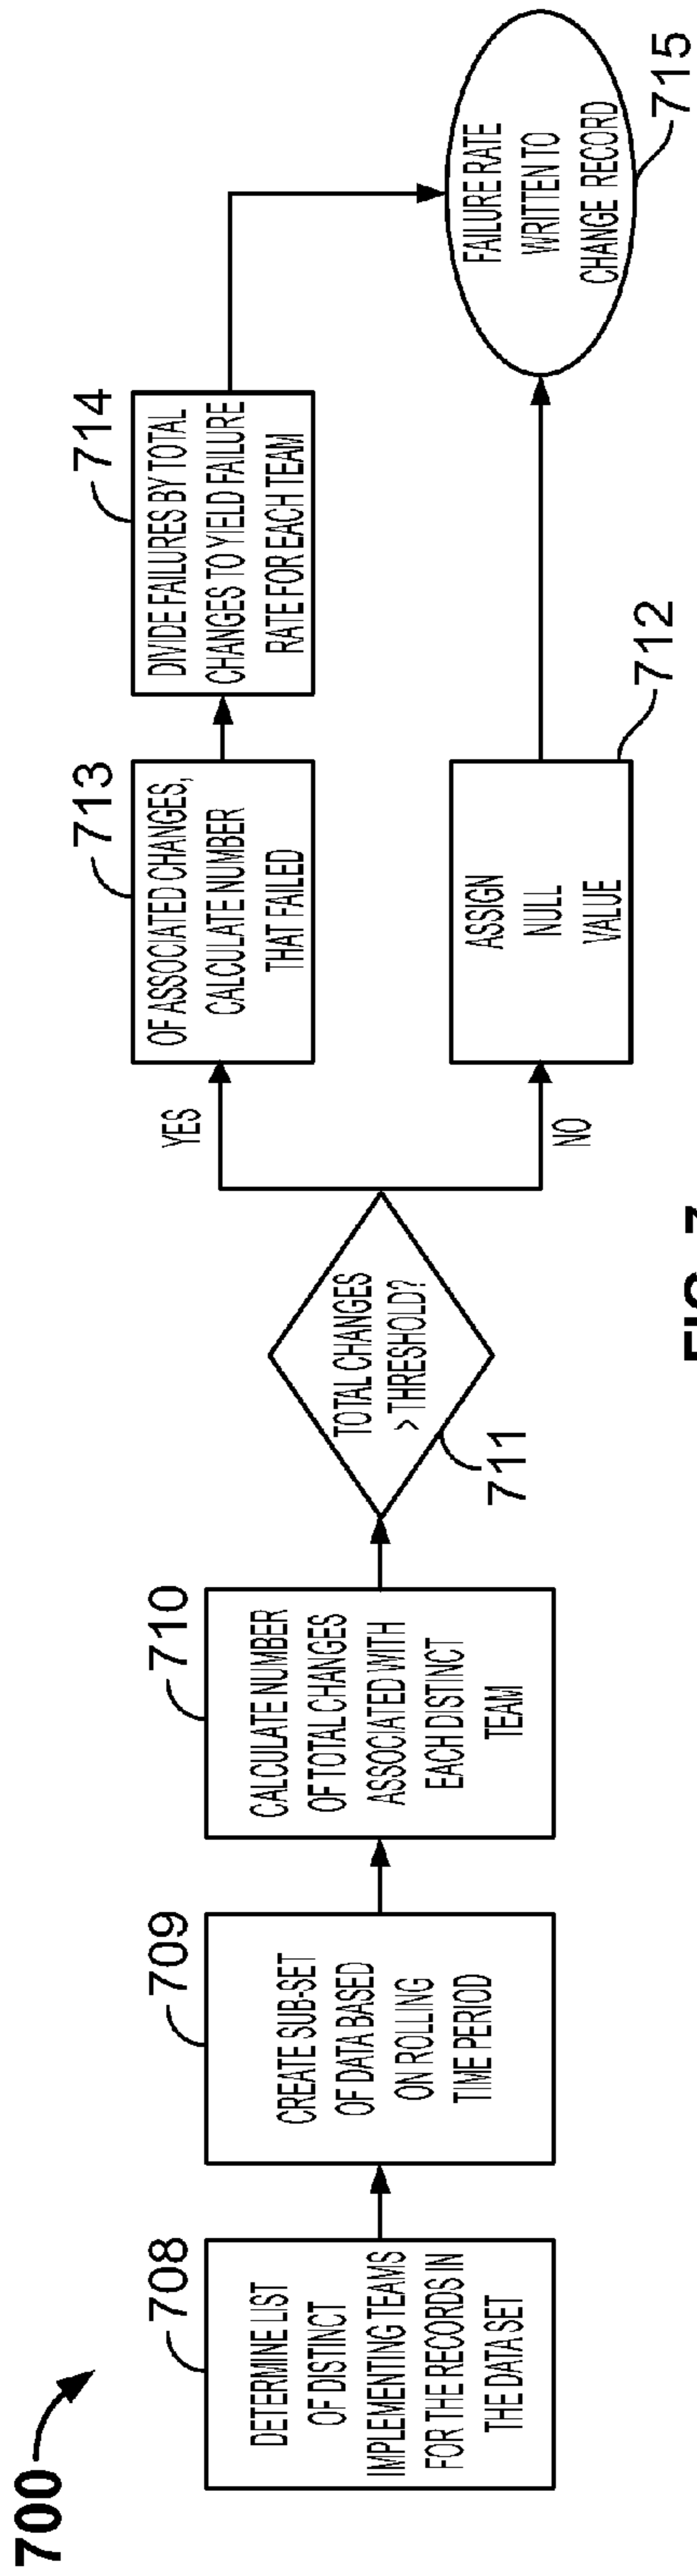 700
708
DETERMINE LIST
OF DISTINCT
IMPLEMENTING TEAMS
FOR THE RECORDS IN
THE DATA SET
709
CREATE SUB-SET
OF DATA BASED
ON ROLLING
TIME PERIOD
710
CALCULATE NUMBER
OF TOTAL CHANGES
ASSOCIATED WITH
EACH DISTINCT
TEAM
TOTAL CHANGES
> THRESHOLD?
711
YES
NO
713
OF ASSOCIATED CHANGES,
CALCULATE NUMBER
THAT FAILED
714
DIVIDE FAILURES BY TOTAL
CHANGES TO YIELD FAILURE
RATE FOR EACH TEAM
ASSIGN
NULL
VALUE
712
FAILURE RATE
WRITTEN TO
CHANGE RECORD
715